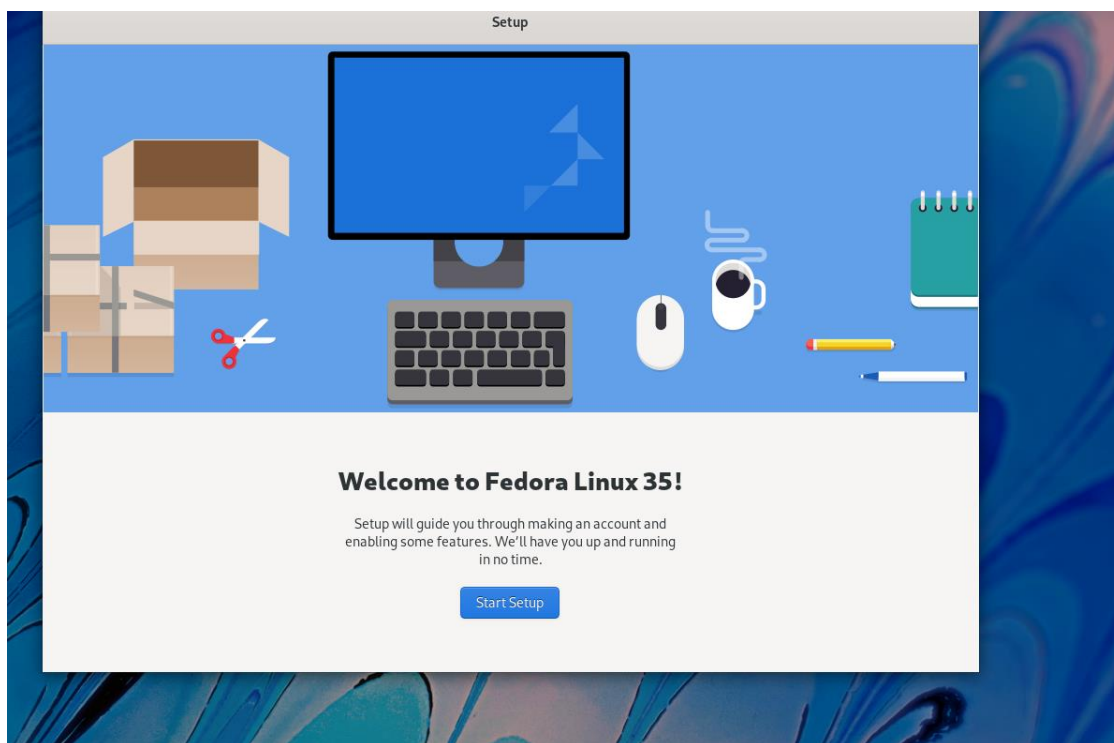 Setup
Welcome to Fedora Linux 35!
Setup will guide you through making an account and
enabling some features. We’ll have you up and running
in no time.
Start Setup